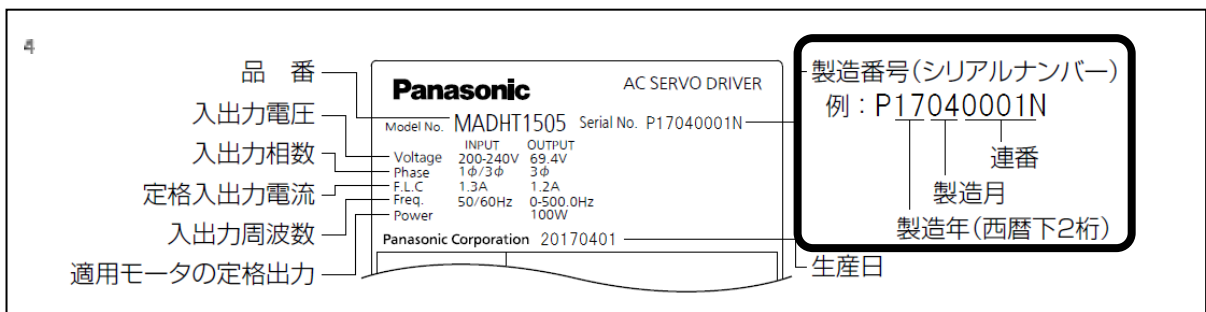 4
品 番
入出力電圧
入出力相数
定格入出力電流
入出力周波数
適用モータの定格出力
Panasonic AC SERVO DRIVER
Model No. MADHT1505 Serial No. P17040001N
INPUT OUTPUT
Voltage 200-240V 69.4V
Phase 1ϕ/3ϕ 3ϕ
F.L.C 1.3A 1.2A
Freq. 50/60Hz 0-500.0Hz
Power 100W
Panasonic Corporation 20170401
製造番号(シリアルナンバー)
例:P17040001N
連番
製造月
製造年(西暦下2桁)
生産日